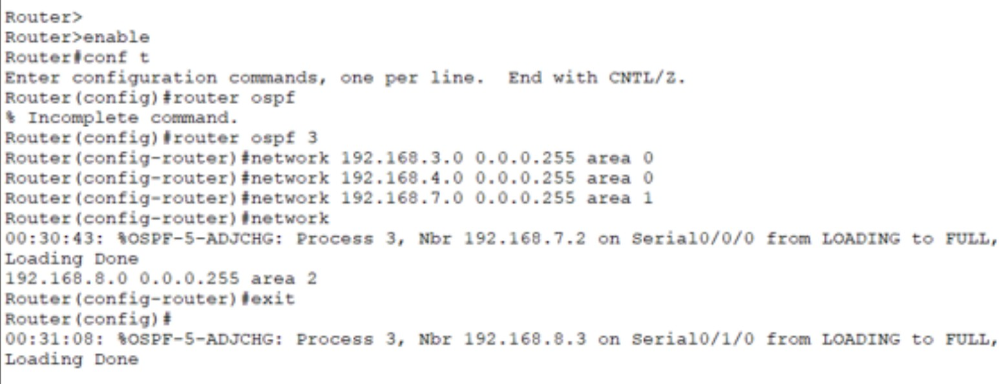 Router>
Router>enable
Router#conf t
Enter configuration commands, one per line.  End with CNTL/Z.
Router(config)#router ospf
% Incomplete command.
Router(config)#router ospf 3
Router(config-router)#network 192.168.3.0 0.0.0.255 area 0
Router(config-router)#network 192.168.4.0 0.0.0.255 area 0
Router(config-router)#network 192.168.7.0 0.0.0.255 area 1
Router(config-router)#network
00:30:43: %OSPF-5-ADJCHG: Process 3, Nbr 192.168.7.2 on Serial0/0/0 from LOADING to FULL,
Loading Done
192.168.8.0 0.0.0.255 area 2
Router(config-router)#exit
Router(config)#
00:31:08: %OSPF-5-ADJCHG: Process 3, Nbr 192.168.8.3 on Serial0/1/0 from LOADING to FULL,
Loading Done